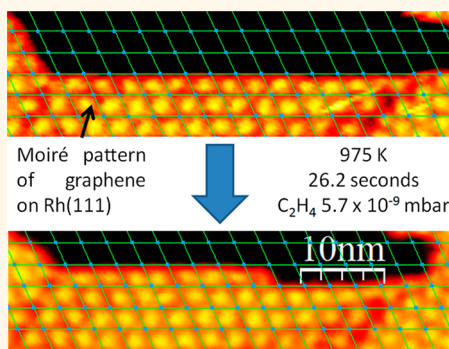 Moiré pattern
of graphene
on Rh(111)
975 K
26.2 seconds
C₂H₄ 5.7 x 10⁻⁹ mbar
10nm